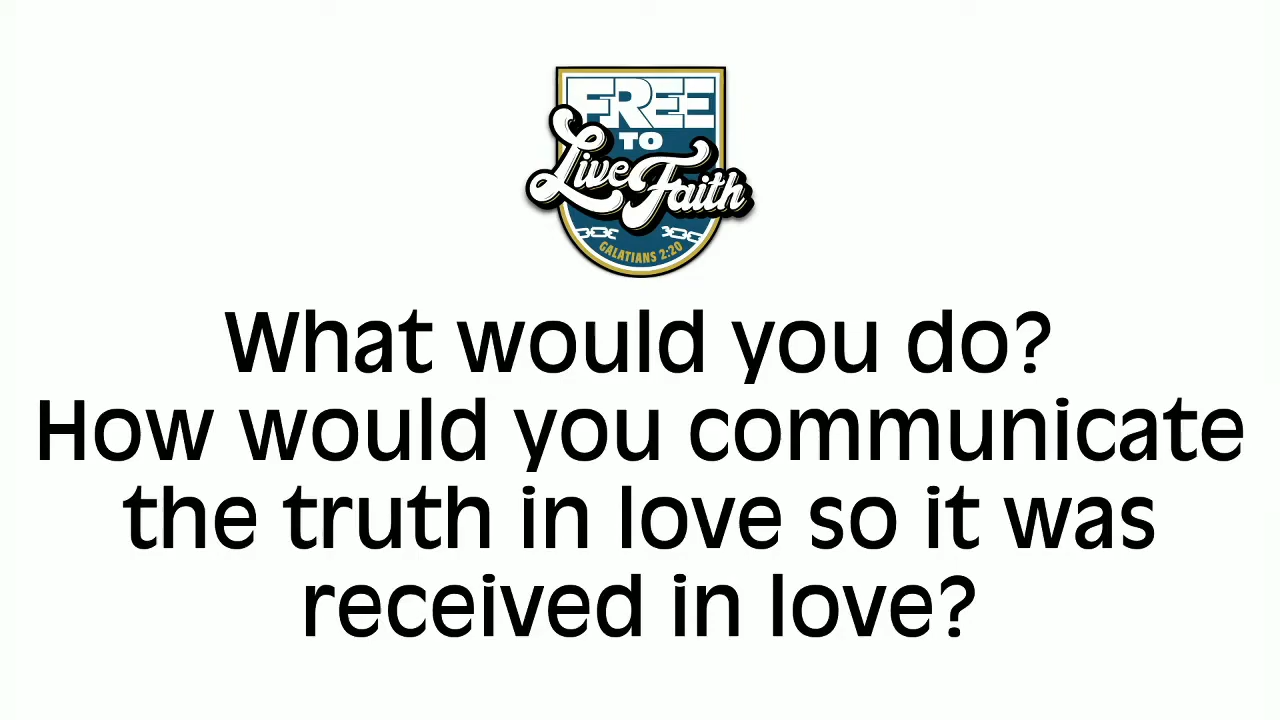 FREE
TO
Live Faith
GALATIANS 2:20
What would you do?
How would you communicate
the truth in love so it was
received in love?